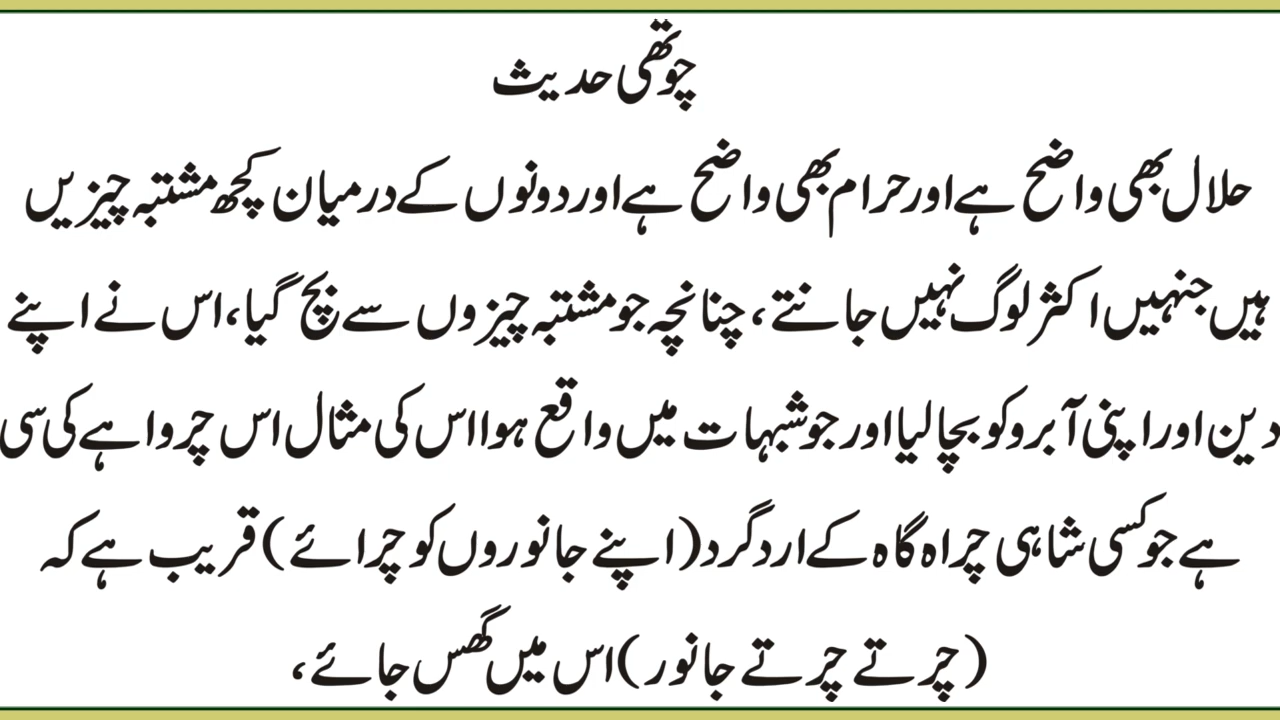 چوتھی حدیث
حلال بھی واضح ہے اور حرام بھی واضح ہے اور دونوں کے درمیان کچھ مشتبہ چیزیں
ہیں جنہیں اکثر لوگ نہیں جانتے، چنانچہ جو مشتبہ چیزوں سے بچ گیا، اس نے اپنے
دین اور اپنی آبرو کو بچا لیا اور جو شبہات میں واقع ہوا اس کی مثال اس چرواہے کی سی
ہے جو کسی شاہی چراہ گاہ کے ارد گرد (اپنے جانوروں کو چرائے) قریب ہے کہ
(چرتے چرتے جانور) اس میں گھس جائے،